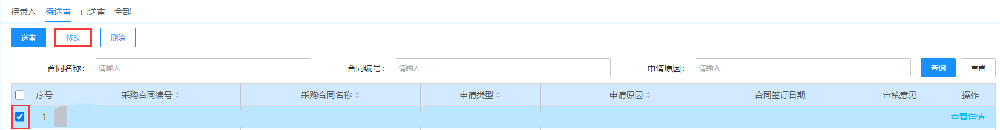 待录入 待送审 已送审 全部
送审 修改 删除
合同名称： 请输入 合同编号： 请输入 申请原因： 请输入 查询 重置
序号 采购合同编号 采购合同名称 申请类型 申请原因 合同签订日期 审核意见 操作
1 查看详情